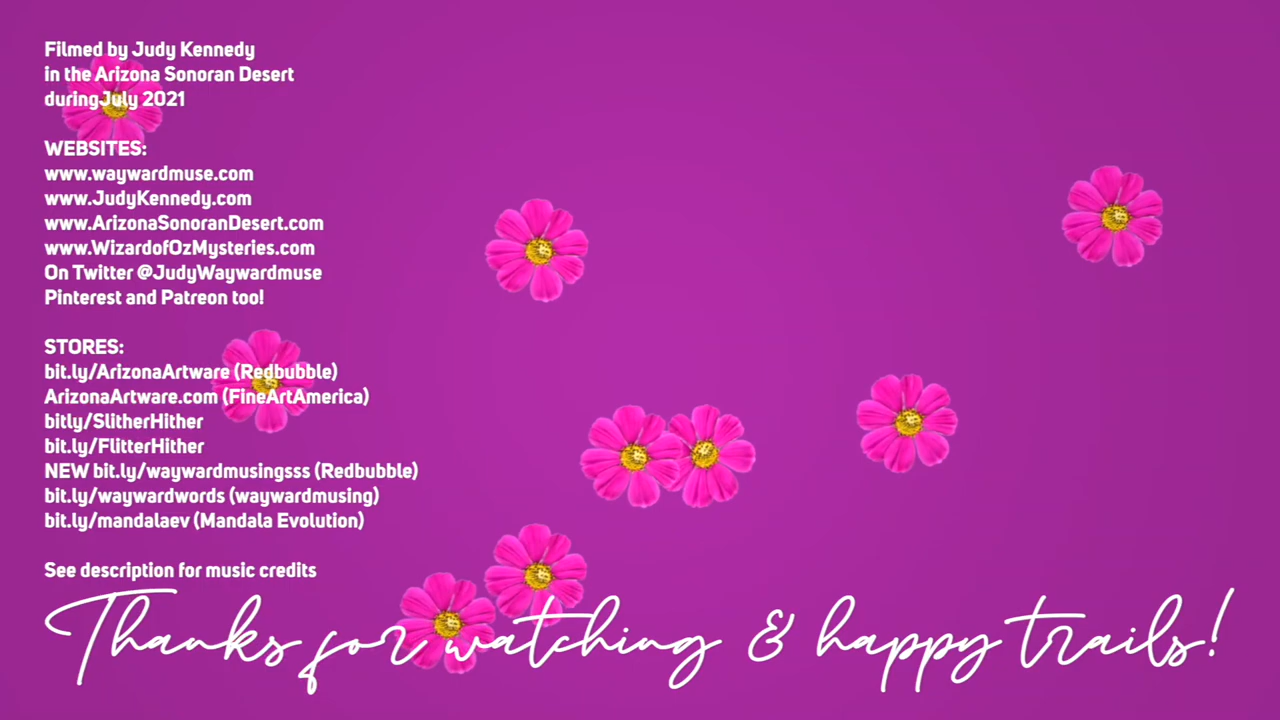 Filmed by Judy Kennedy
in the Arizona Sonoran Desert
duringJuly 2021
WEBSITES:
www.waywardmuse.com
www.JudyKennedy.com
www.ArizonaSonoranDesert.com
www.WizardofOzMysteries.com
On Twitter @JudyWaywardmuse
Pinterest and Patreon too!
STORES:
bit.ly/ArizonaArtware (Redbubble)
ArizonaArtware.com (FineArtAmerica)
bitly/SlitherHither
bit.ly/FlitterHither
NEW bit.ly/waywardmusingsss (Redbubble)
bit.ly/waywardwords (waywardmusing)
bit.ly/mandalaev (Mandala Evolution)
See description for music credits
Thanks for watching & happy trails!